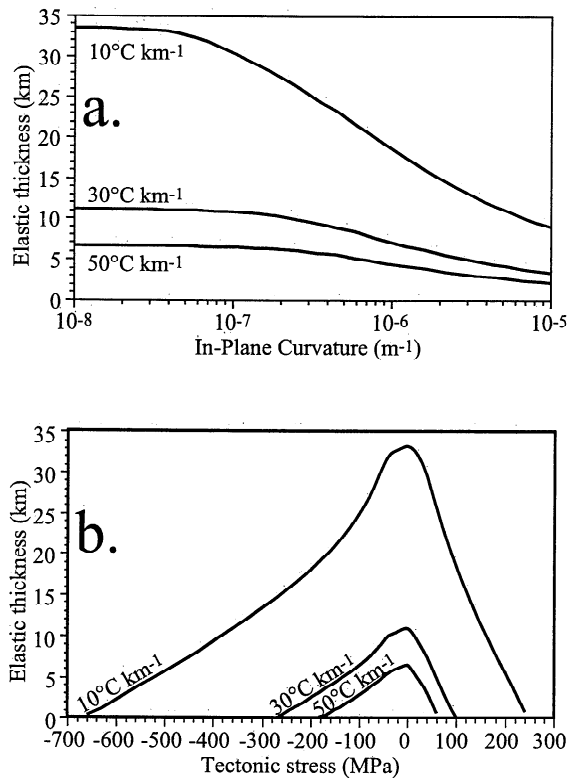 35
30
25
20
15
10
5
0
Elastic thickness (km)
a.
10°C km-1
30°C km-1
50°C km-1
10-8 10-7 10-6 10-5
In-Plane Curvature (m-1)
35
30
25
20
15
10
5
0
Elastic thickness (km)
b.
10°C km-1
30°C km-1
50°C km-1
-700 -600 -500 -400 -300 -200 -100 0 100 200 300
Tectonic stress (MPa)